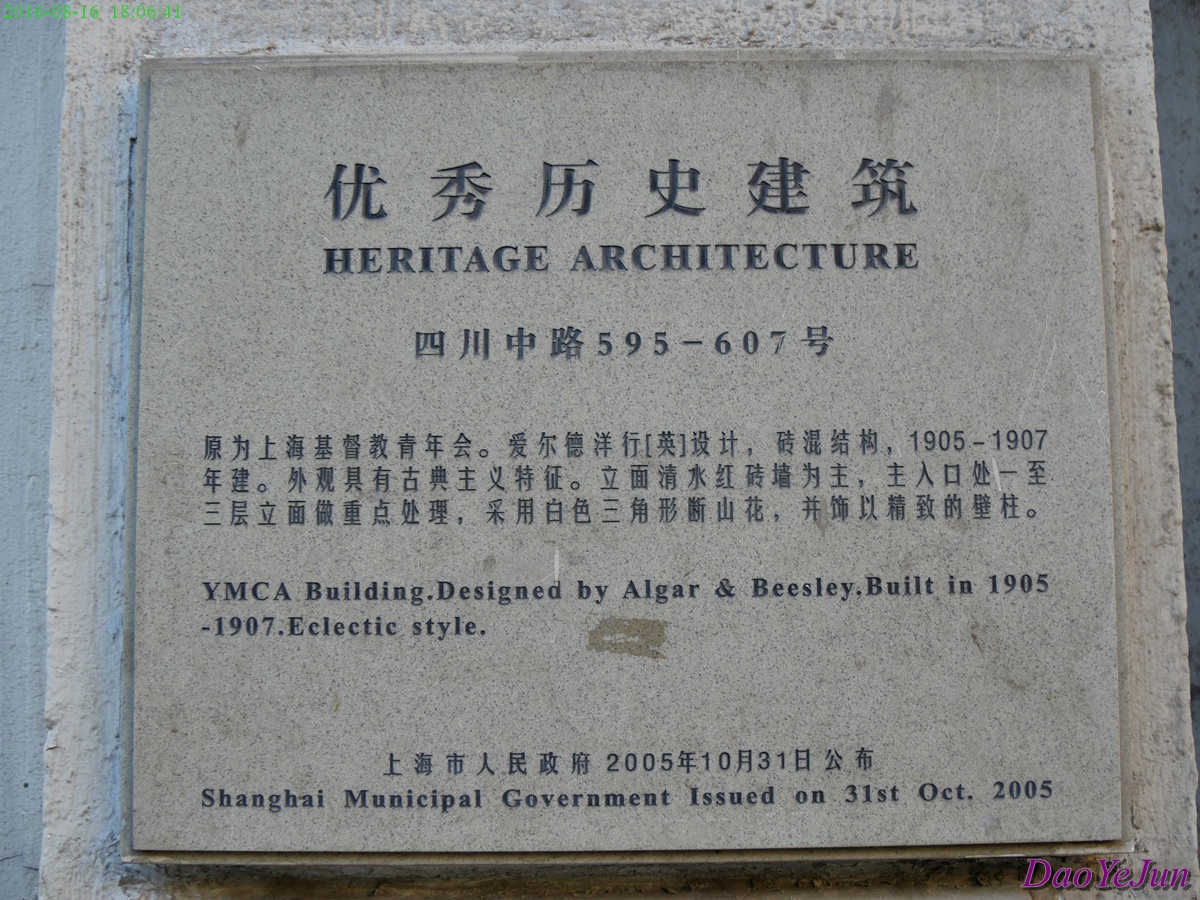 2016-08-16 18:06:41
优秀历史建筑
HERITAGE ARCHITECTURE
四川中路595-607号
原为上海基督教青年会。爱尔德洋行[英]设计，砖混结构，1905-1907
年建。外观具有古典主义特征。立面清水红砖墙为主，主入口处一至
三层立面做重点处理，采用白色三角形断山花，并饰以精致的壁柱。
YMCA Building.Designed by Algar & Beesley.Built in 1905
-1907.Eclectic style.
上海市人民政府 2005年10月31日公布
Shanghai Municipal Government Issued on 31st Oct. 2005
DaoYeJun